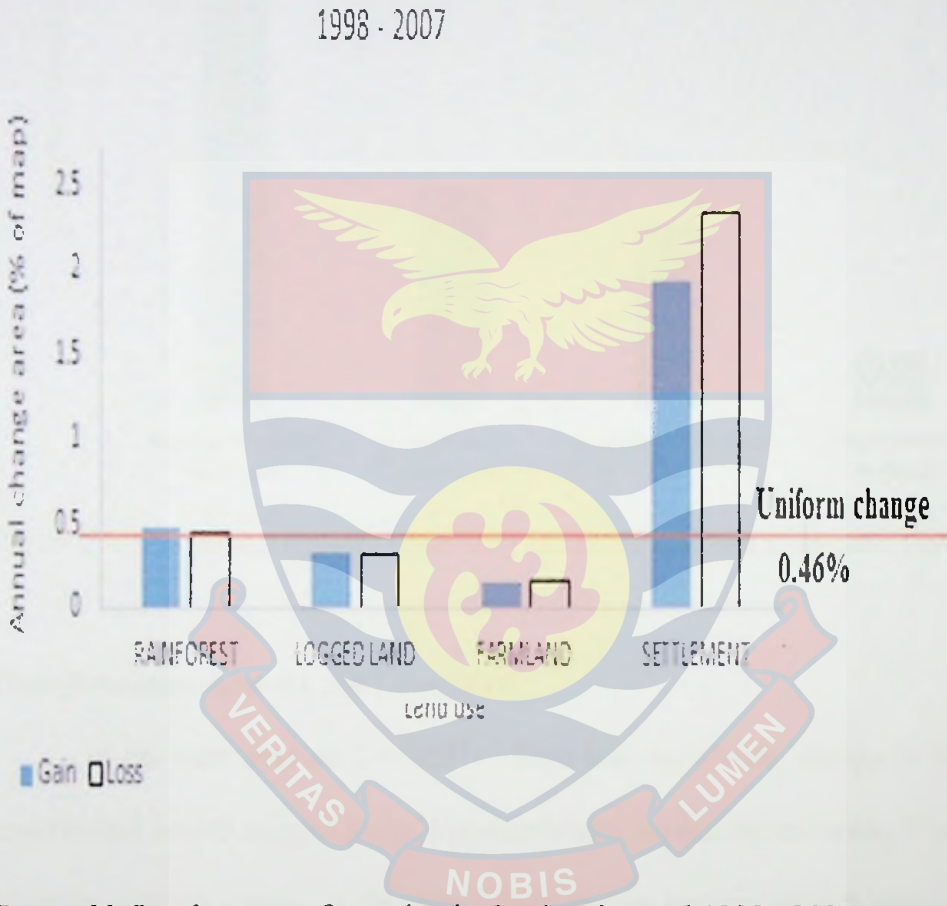 1998 - 2007
Annual change area (% of map)
2.5
2
1.5
1
0.5
0
Uniform change
0.46%
RAINFOREST LOGGED LAND FARMLAND SETTLEMENT
Land use
Gain Loss
VERITAS
NOBIS
LUMEN